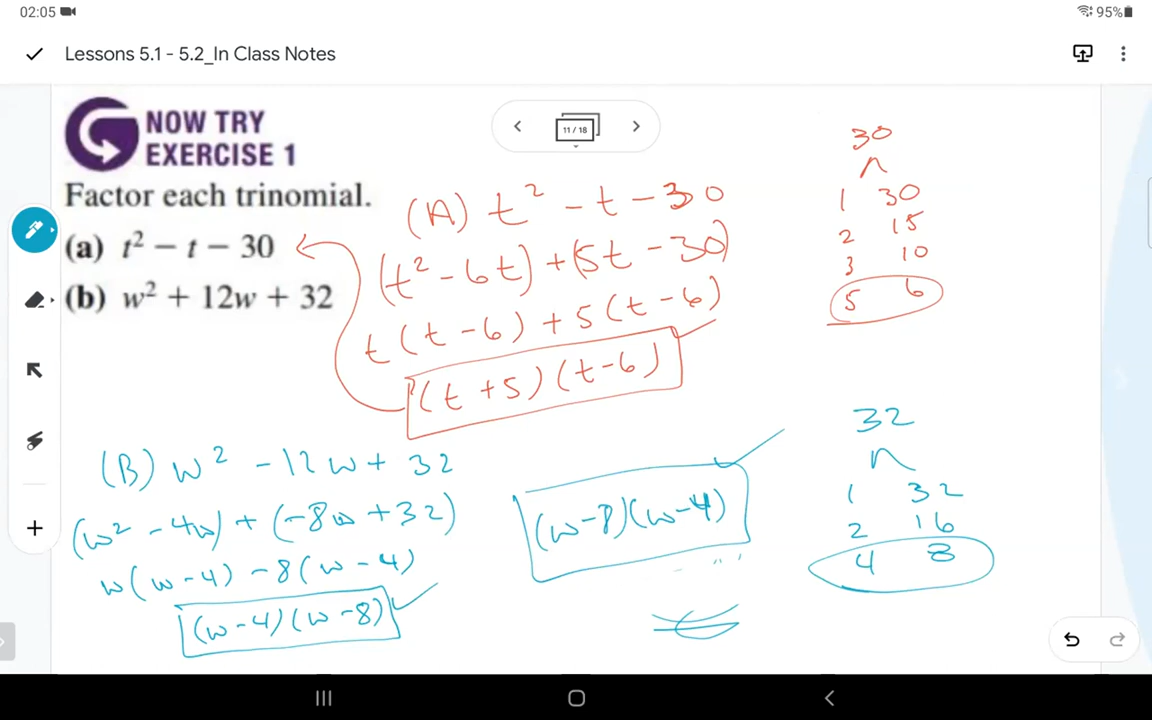 02:05
95%
Lessons 5.1 - 5.2_In Class Notes
11 / 18
NOW TRY
EXERCISE 1
Factor each trinomial.
(a) t² − t − 30
(b) w² + 12w + 32
(A) t² - t - 30
(t² - 6t) + (5t - 30)
t (t - 6) + 5 (t - 6)
(t + 5) (t - 6)
30
1 30
2 15
3 10
5 6
(B) w² - 12w + 32
(w² - 4w) + (-8w + 32)
w (w - 4) - 8 (w - 4)
(w - 4) (w - 8)
(w - 8) (w - 4)
32
1 32
2 16
4 8